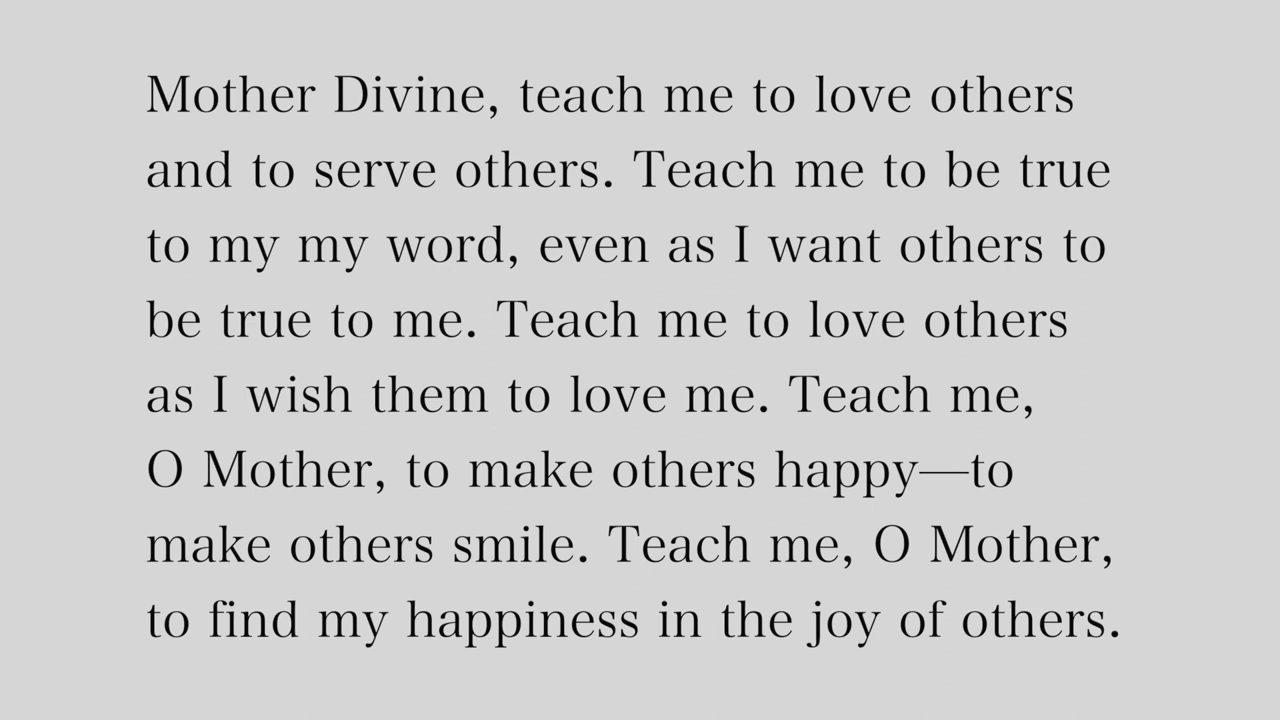 Mother Divine, teach me to love others
and to serve others. Teach me to be true
to my my word, even as I want others to
be true to me. Teach me to love others
as I wish them to love me. Teach me,
O Mother, to make others happy—to
make others smile. Teach me, O Mother,
to find my happiness in the joy of others.